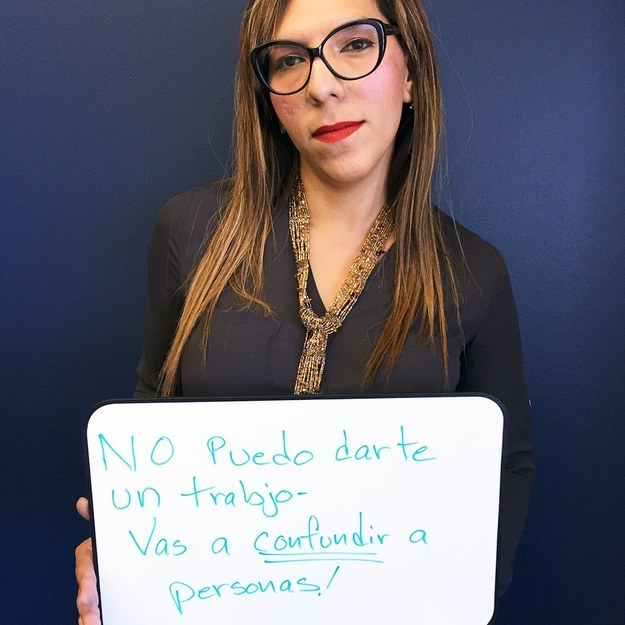 NO Puedo darte
un trabjo-
Vas a confundir a
personas!